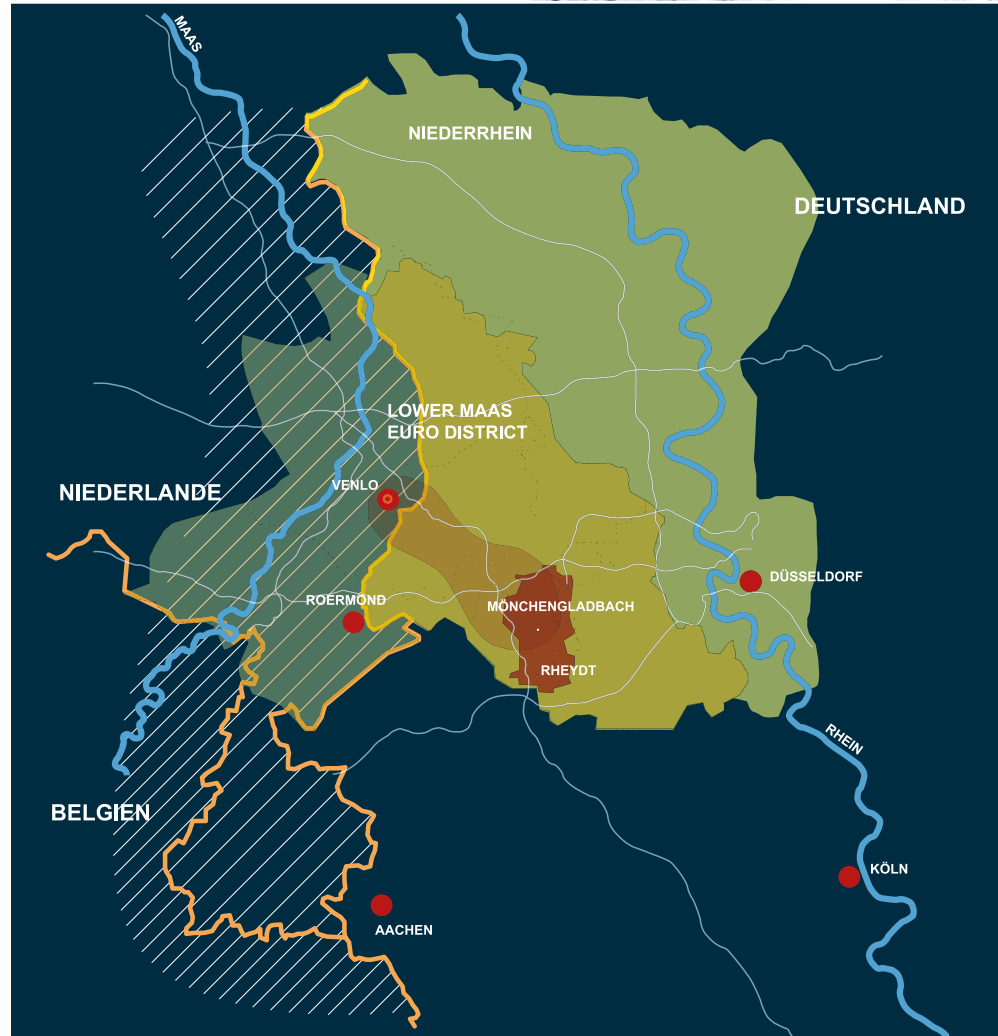 MAAS
NIEDERRHEIN
DEUTSCHLAND
LOWER MAAS
EURO DISTRICT
VENLO
NIEDERLANDE
DÜSSELDORF
ROERMOND
MÖNCHENGLADBACH
RHEYDT
RHEIN
BELGIEN
KÖLN
AACHEN